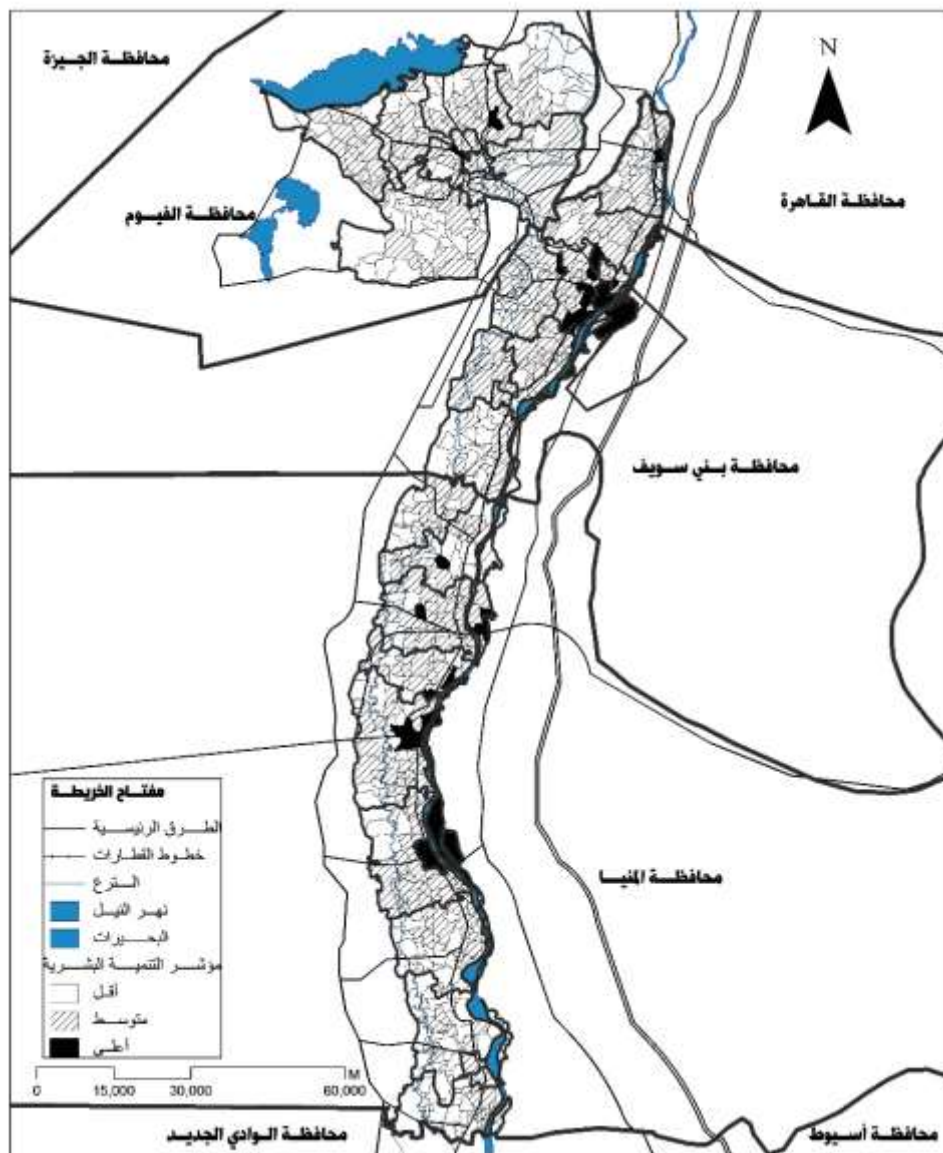 محافظة الجيزة
N
محافظة القاهرة
محافظة الفيوم
محافظة بني سويف
محافظة المنيا
مفتاح الخريطة
الطرق الرئيسية
خطوط القطارات
الترع
نهر النيل
البحيرات
مؤشر التنمية البشرية
أقل
متوسط
أعلى
M
0 15,000 30,000 60,000
محافظة الوادي الجديد
محافظة أسيوط